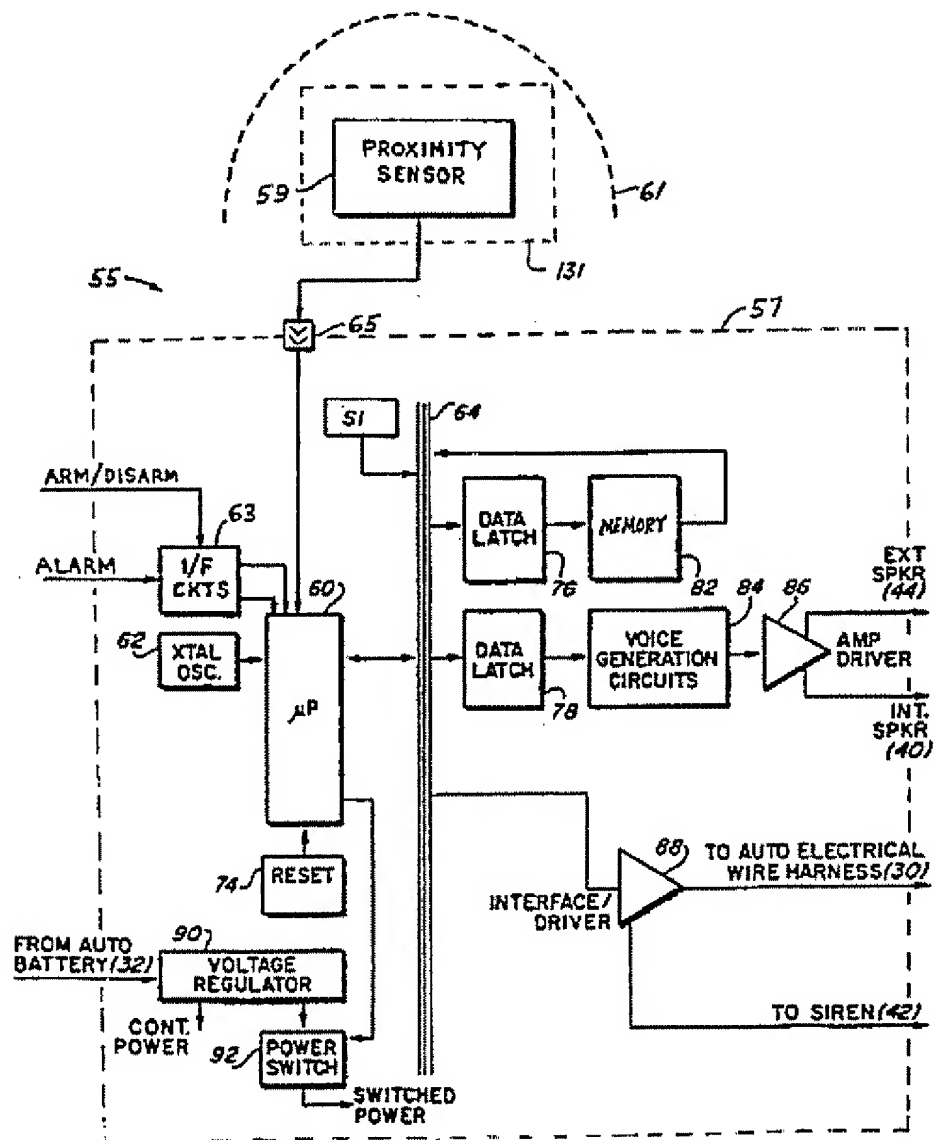 PROXIMITY
SENSOR
59
61
131
55
57
65
S1
64
ARM/DISARM
63
ALARM
I/F
CKTS
60
DATA
LATCH
MEMORY
76
82
84
86
EXT
SPKR
(44)
62
XTAL
OSC.
μP
DATA
LATCH
VOICE
GENERATION
CIRCUITS
AMP
DRIVER
78
INT.
SPKR
(40)
74
RESET
88
TO AUTO ELECTRICAL
WIRE HARNESS(30)
INTERFACE/
DRIVER
FROM AUTO
BATTERY(32)
90
VOLTAGE
REGULATOR
CONT.
POWER
92
POWER
SWITCH
TO SIREN(42)
SWITCHED
POWER